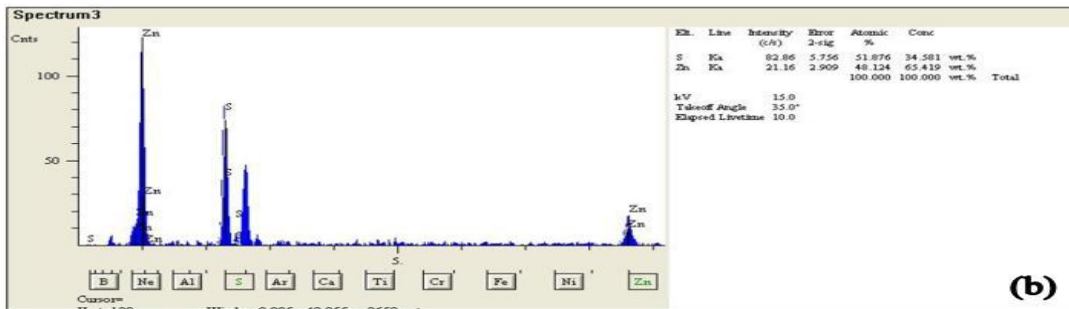 Spectrum3
Cnts
Zn
100
S
50
S
Zn
Zn
Zn
Zn
S
S
S
Zn
Zn
5.
B Ne Al S Ar Ca Ti Cr Fe Ni Zn
Cursor=
Elt. Line Intensity Error Atomic Conc
(c/s) 2-sig %
S Ka 82.86 5.756 51.876 34.581 wt.%
Zn Ka 21.16 2.909 48.124 65.419 wt.%
100.000 100.000 wt.% Total
kV 15.0
Takeoff Angle 35.0°
Elapsed Livetime 10.0
(b)